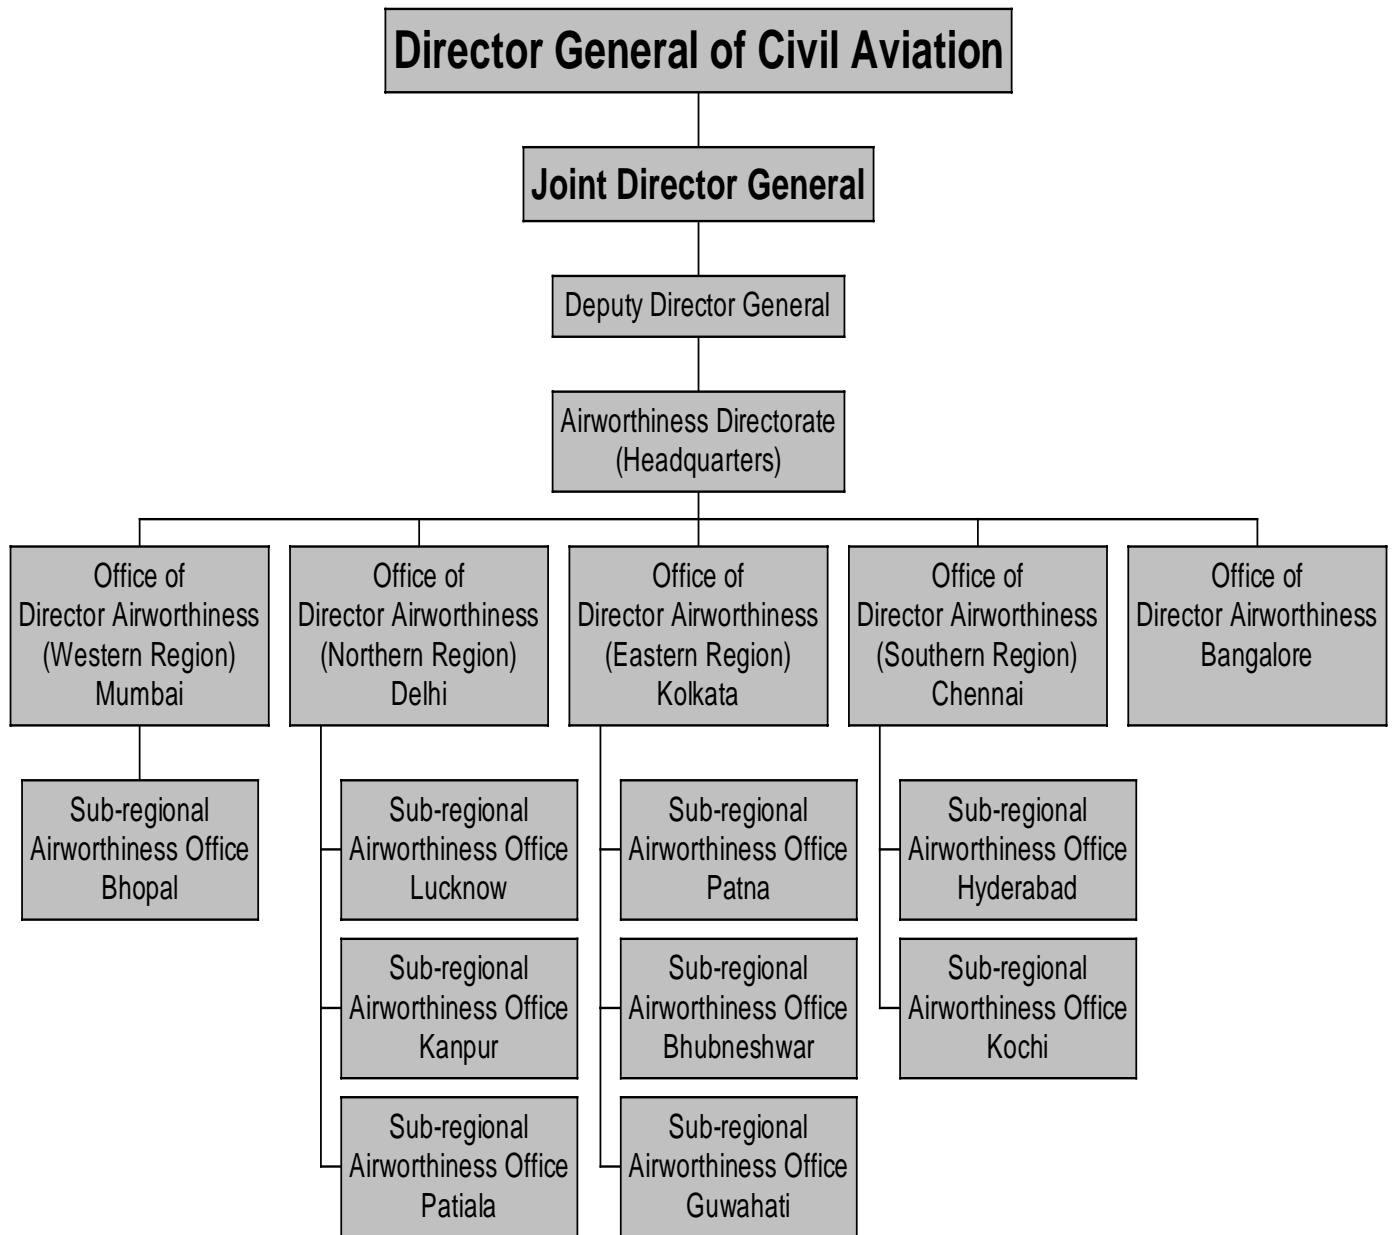 Director General of Civil Aviation
Joint Director General
Deputy Director General
Airworthiness Directorate
(Headquarters)
Office of
Director Airworthiness
(Western Region)
Mumbai
Office of
Director Airworthiness
(Northern Region)
Delhi
Office of
Director Airworthiness
(Eastern Region)
Kolkata
Office of
Director Airworthiness
(Southern Region)
Chennai
Office of
Director Airworthiness
Bangalore
Sub-regional
Airworthiness Office
Bhopal
Sub-regional
Airworthiness Office
Lucknow
Sub-regional
Airworthiness Office
Kanpur
Sub-regional
Airworthiness Office
Patiala
Sub-regional
Airworthiness Office
Patna
Sub-regional
Airworthiness Office
Bhubneshwar
Sub-regional
Airworthiness Office
Guwahati
Sub-regional
Airworthiness Office
Hyderabad
Sub-regional
Airworthiness Office
Kochi